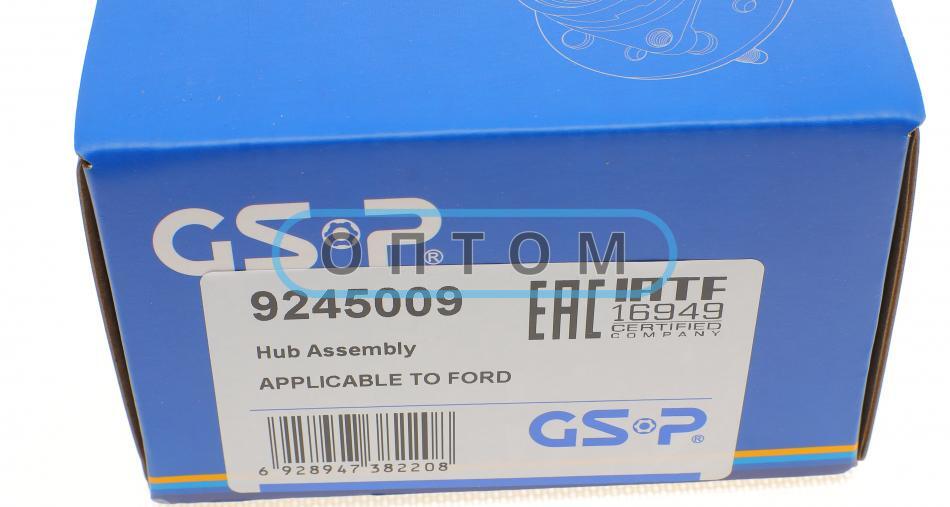 GSP®
ОПТОМ
9245009
EAC
IATF
16949
CERTIFIED
COMPANY
Hub Assembly
APPLICABLE TO FORD
GSP®
6 928947 382208